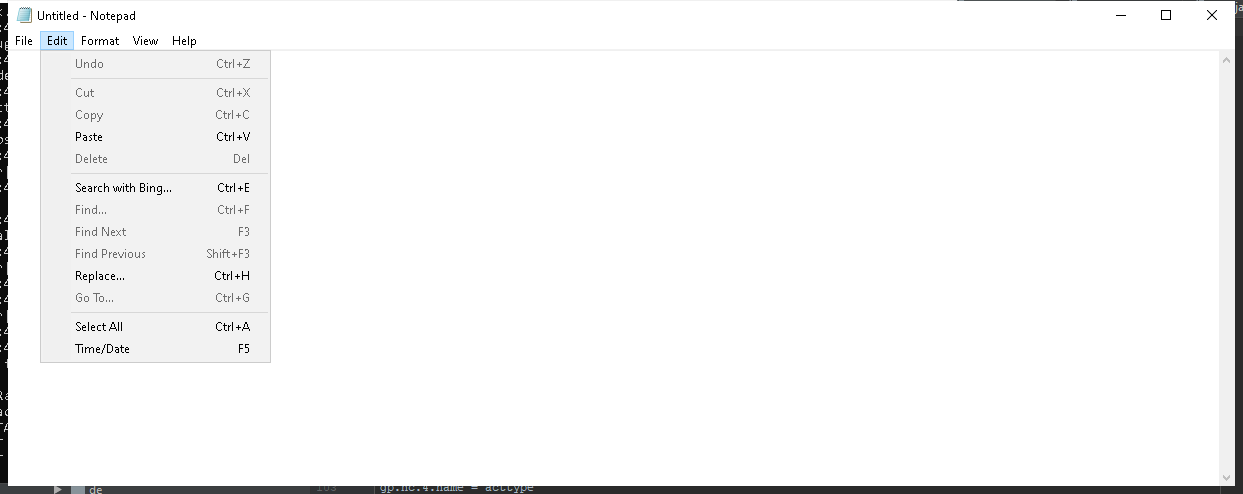 Untitled - Notepad
File Edit Format View Help
Undo Ctrl+Z
Cut Ctrl+X
Copy Ctrl+C
Paste Ctrl+V
Delete Del
Search with Bing... Ctrl+E
Find... Ctrl+F
Find Next F3
Find Previous Shift+F3
Replace... Ctrl+H
Go To... Ctrl+G
Select All Ctrl+A
Time/Date F5
de 103 gp.nc.4.name = acttype